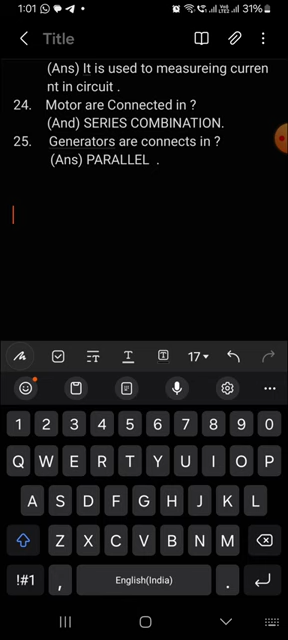 1:01
31%
Title
(Ans) It is used to measureing curren
nt in circuit .
24. Motor are Connected in ?
(And) SERIES COMBINATION.
25. Generators are connects in ?
(Ans) PARALLEL .
17
1 2 3 4 5 6 7 8 9 0
Q W E R T Y U I O P
A S D F G H J K L
Z X C V B N M
!#1 , English(India) .